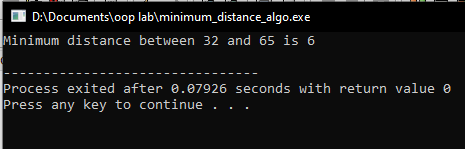 D:\Documents\oop lab\minimum_distance_algo.exe
Minimum distance between 32 and 65 is 6
--------------------------------
Process exited after 0.07926 seconds with return value 0
Press any key to continue . . .